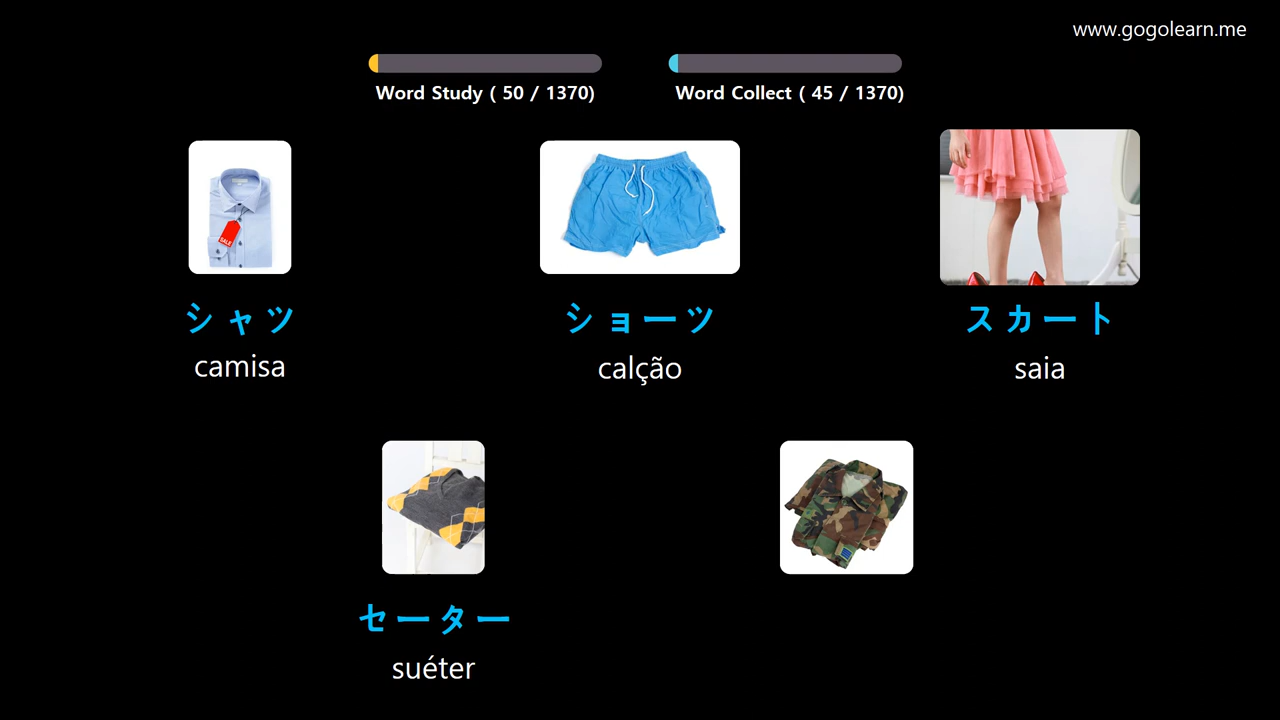 www.gogolearn.me
Word Study ( 50 / 1370)
Word Collect ( 45 / 1370)
SALE
シャツ
ショーツ
スカート
camisa
calção
saia
セーター
suéter